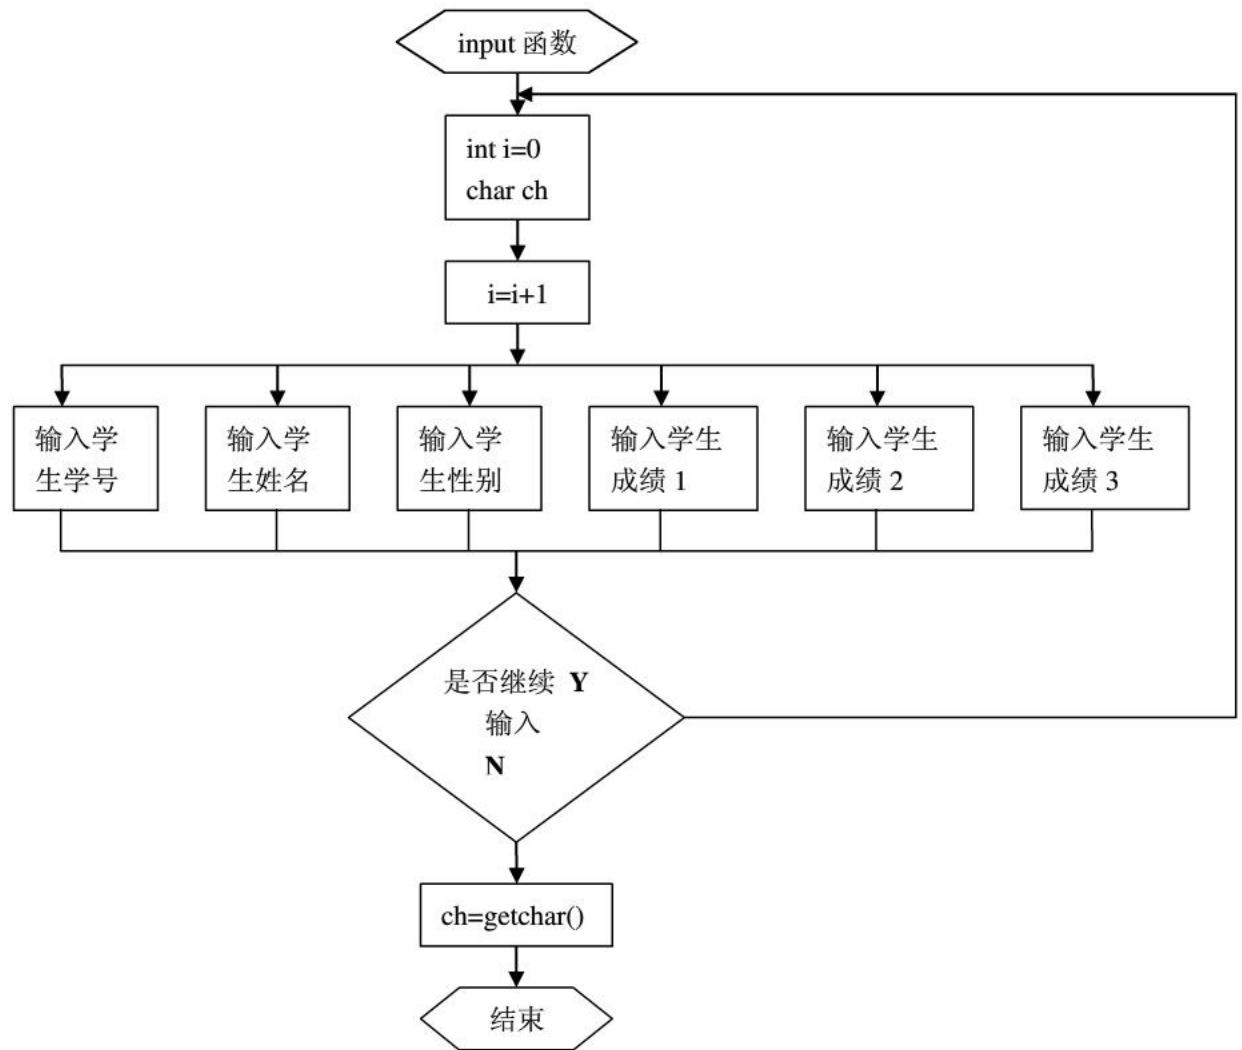 input 函数
int i=0
char ch
i=i+1
输入学
生学号
输入学
生姓名
输入学
生性别
输入学生
成绩 1
输入学生
成绩 2
输入学生
成绩 3
是否继续 Y
输入
N
ch=getchar()
结束